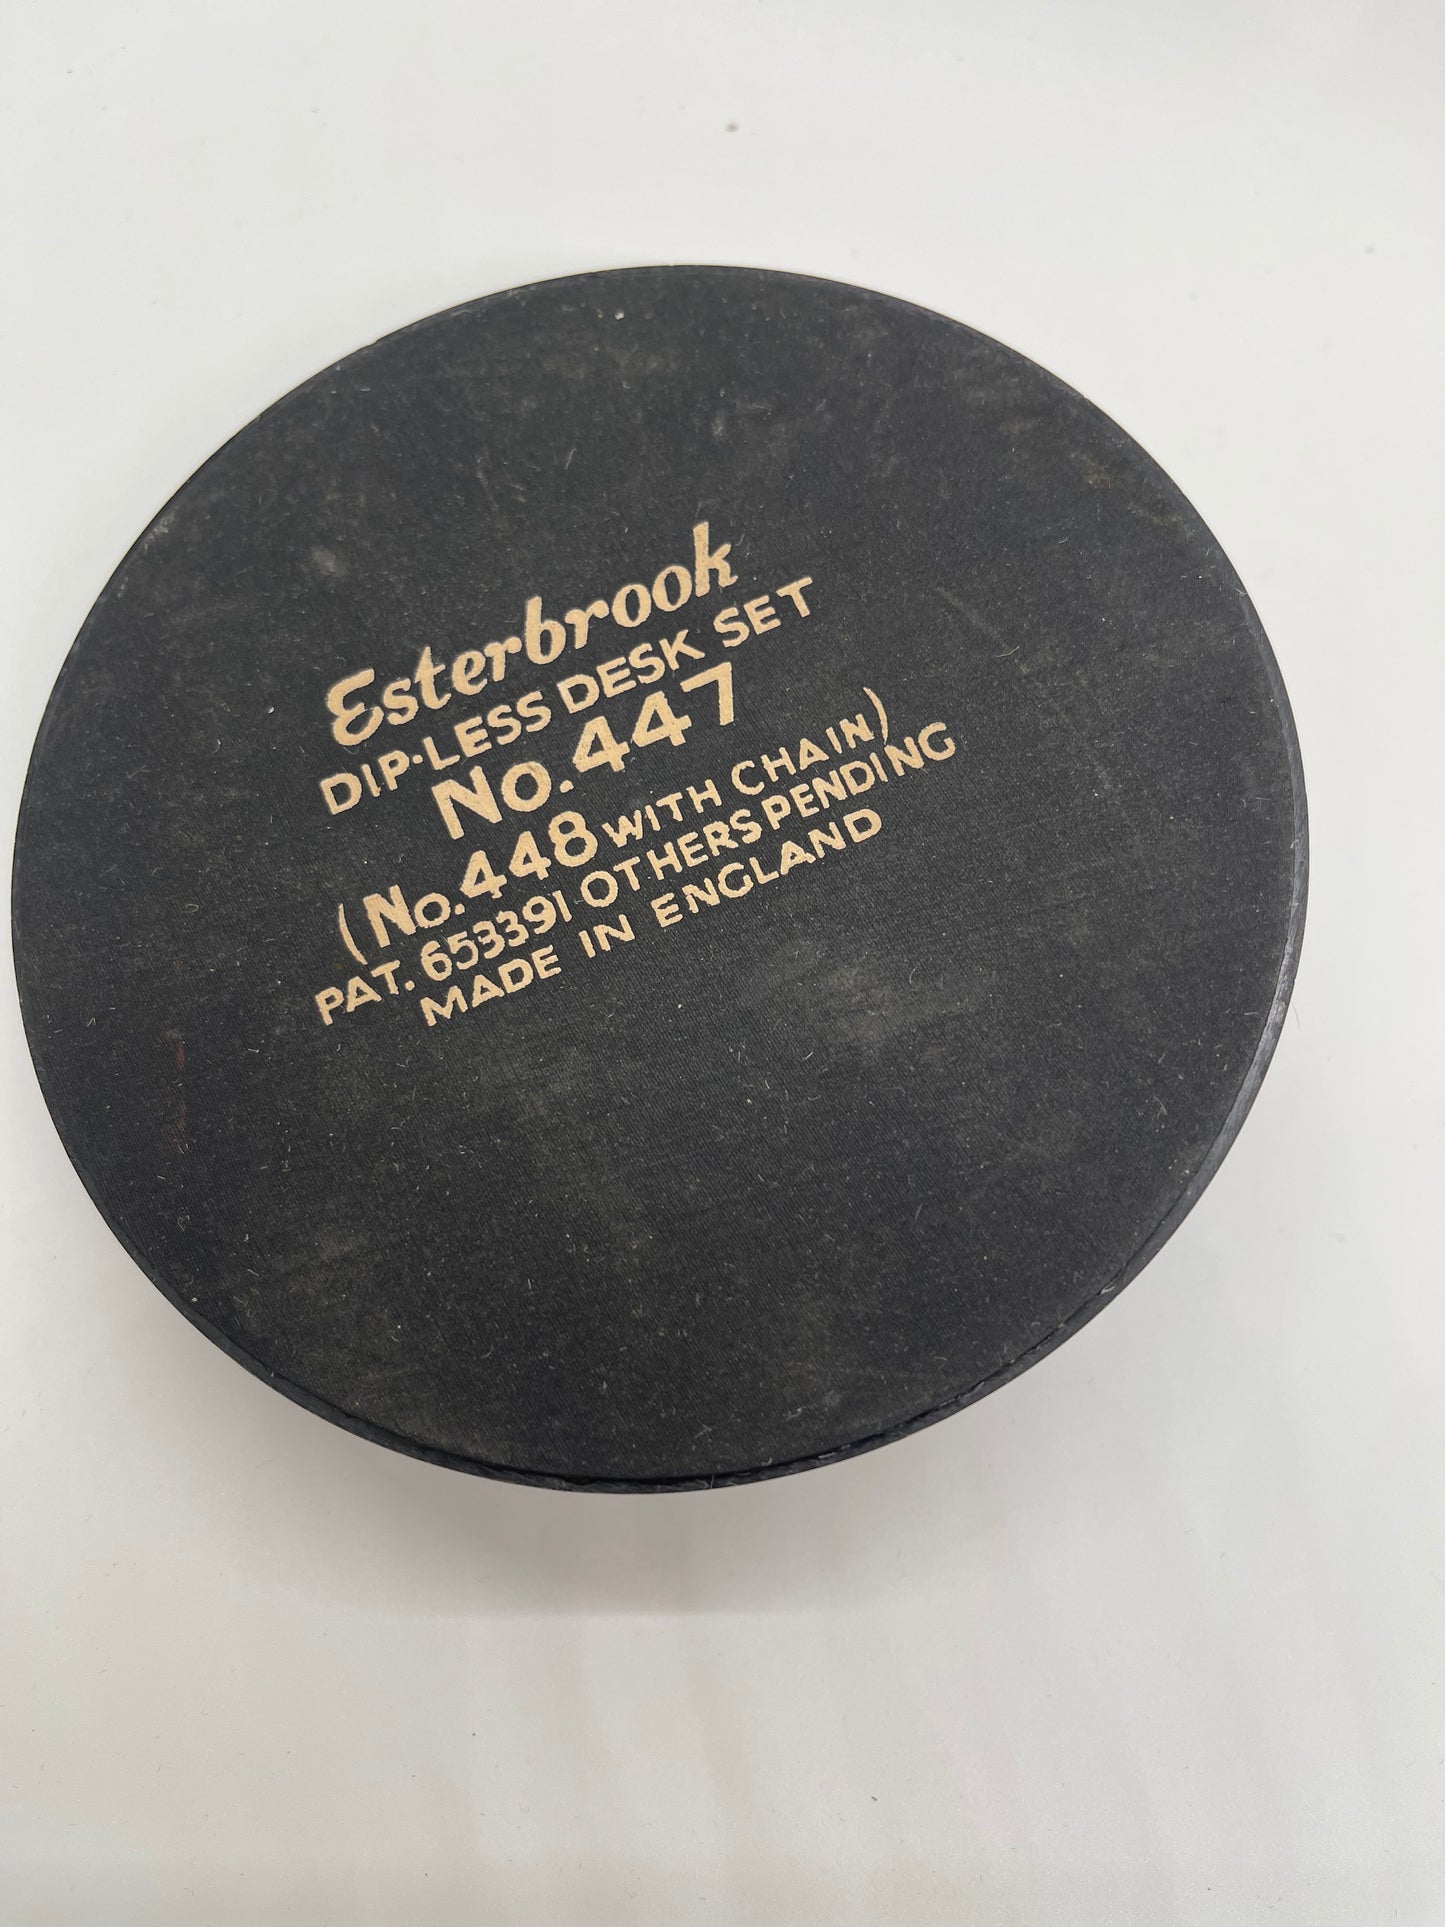 Esterbrook
DIP-LESS DESK SET
No. 447
(No. 448 WITH CHAIN)
PAT. 653391 OTHERS PENDING
MADE IN ENGLAND